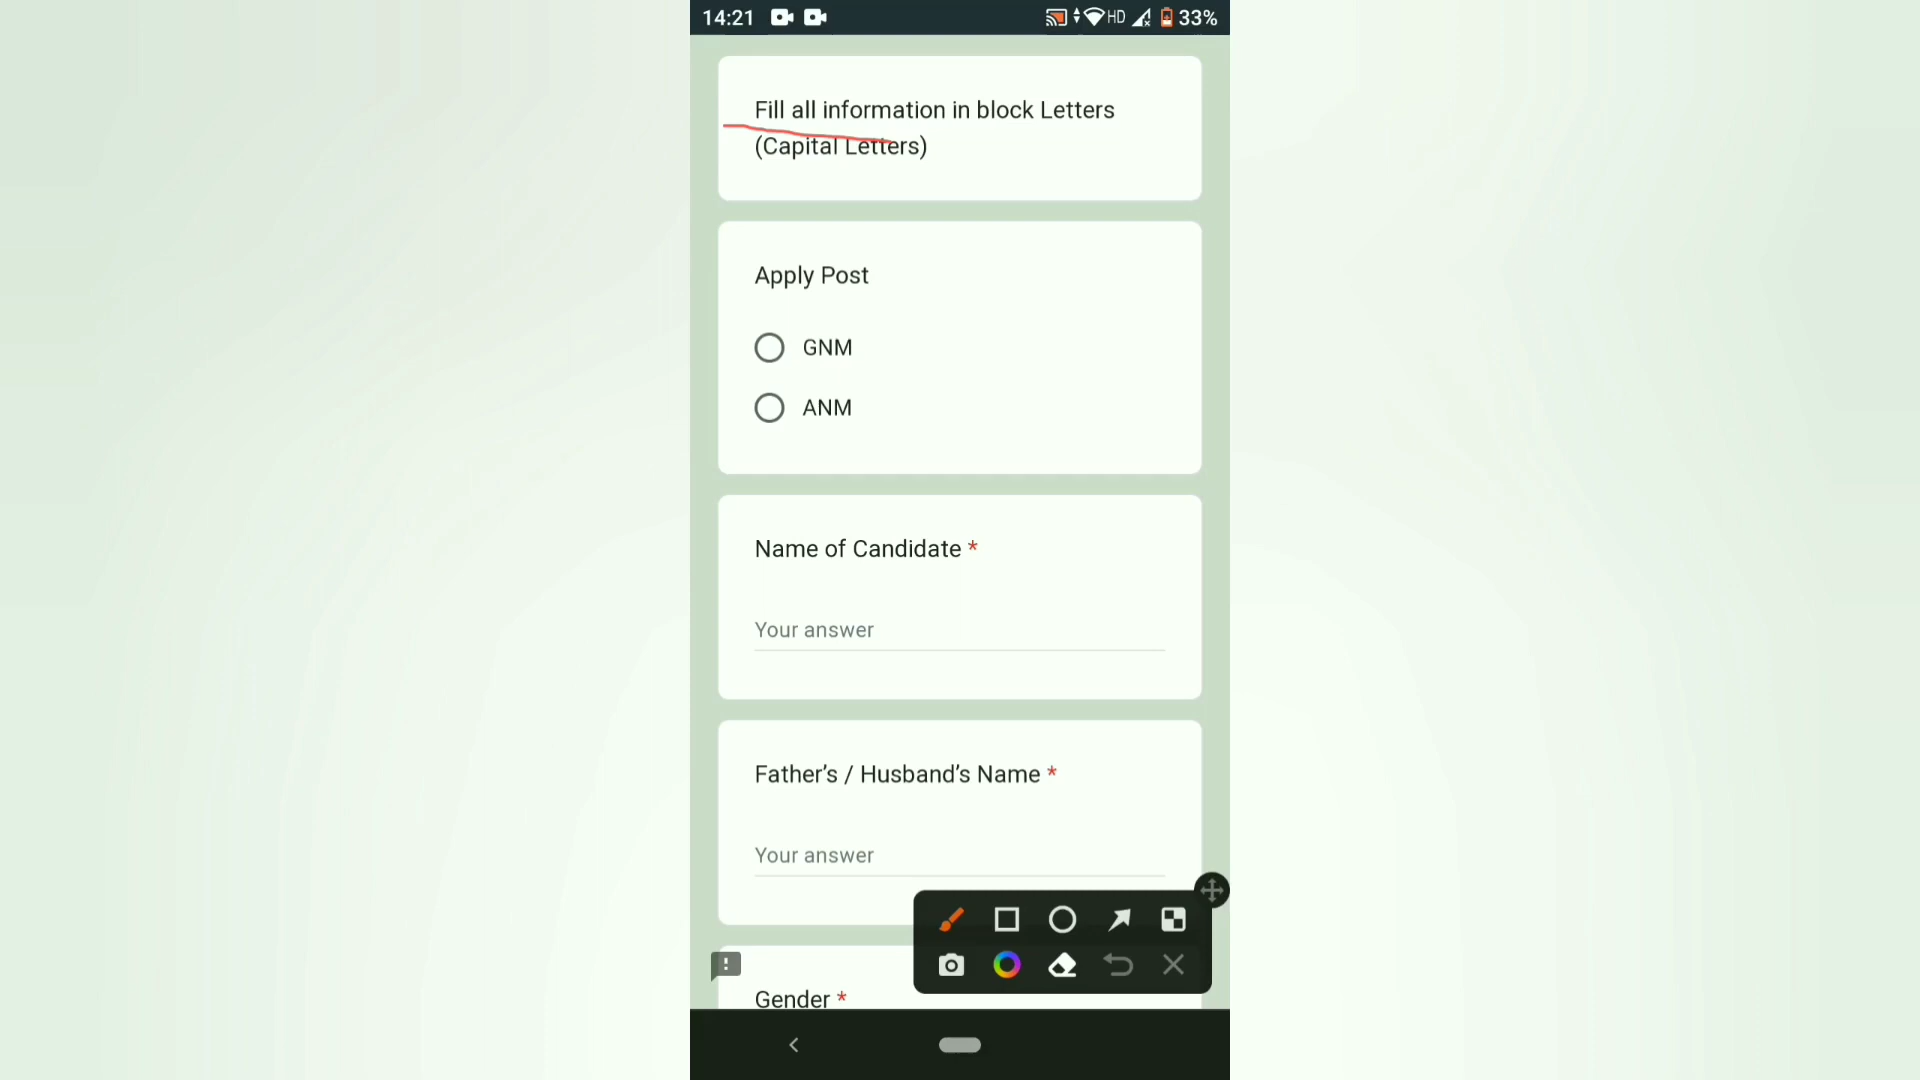 14:21 HD 33%
Fill all information in block Letters
(Capital Letters)
Apply Post
GNM
ANM
Name of Candidate *
Your answer
Father’s / Husband’s Name *
Your answer
Gender *